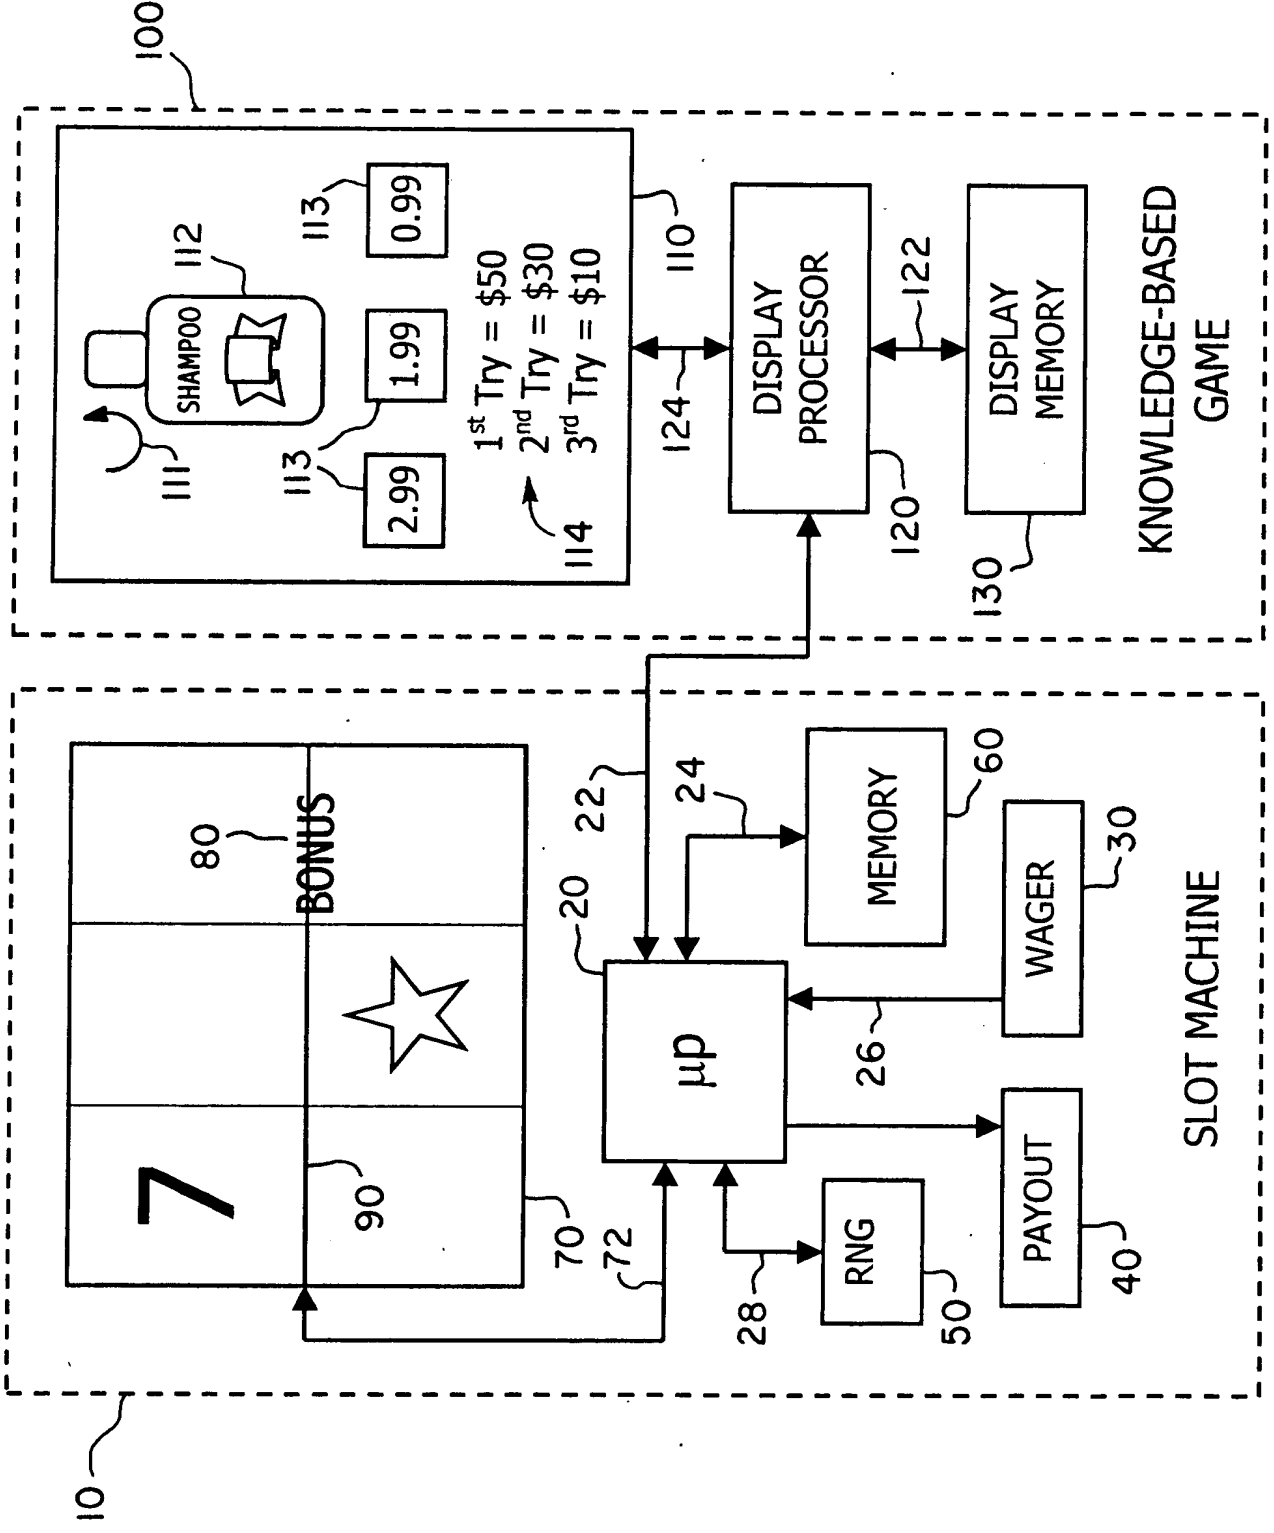 10
7
80
BONUS
90
70
72
20
22
µp
24
MEMORY
60
28
RNG
50
26
WAGER
30
PAYOUT
40
SLOT MACHINE
100
111
SHAMPOO
112
113
2.99
1.99
113
0.99
114
1st Try = $50
2nd Try = $30
3rd Try = $10
110
124
DISPLAY
PROCESSOR
120
122
DISPLAY
MEMORY
130
KNOWLEDGE-BASED
GAME